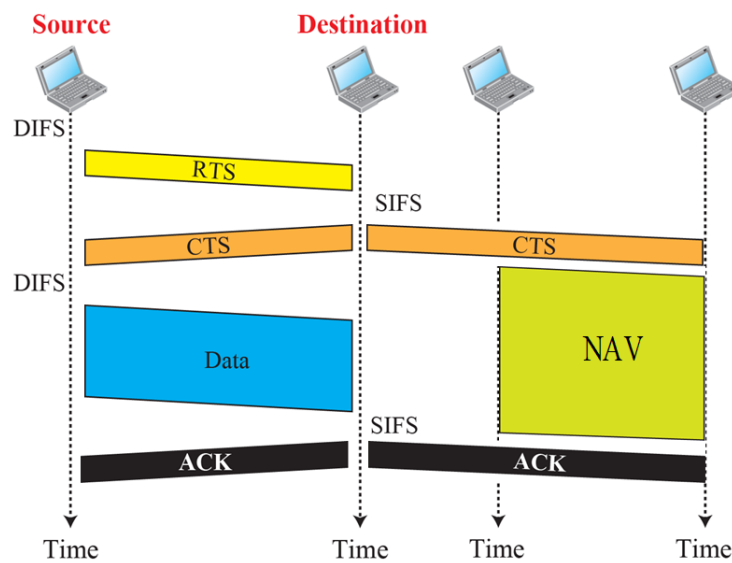 Source
Destination
DIFS
RTS
SIFS
CTS
CTS
DIFS
Data
NAV
SIFS
ACK
ACK
Time
Time
Time
Time